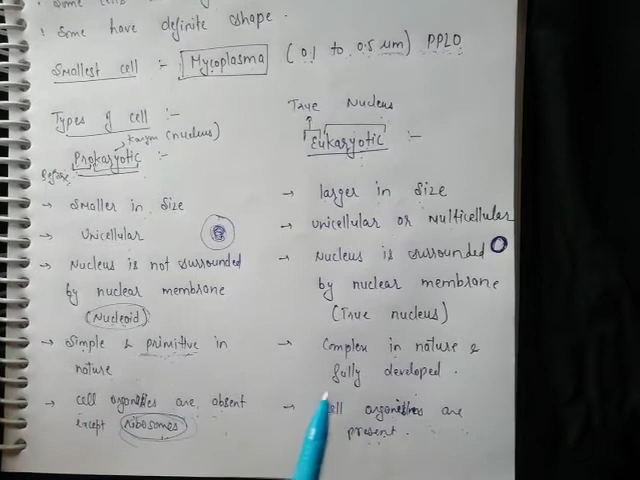 Some have definite shape.
Smallest cell :- Mycoplasma (0.1 to 0.5 µm) PPLO
Types of cell :-
True Nucleus
Karyon (nucleus)
Before
Prokaryotic :-
Eukaryotic :-
→ Smaller in Size
→ larger in Size
→ Unicellular
→ Unicellular or Multicellular
→ Nucleus is not surrounded
by nuclear membrane
(Nucleoid)
→ Nucleus is surrounded
by nuclear membrane
(True nucleus)
→ Simple & primitive in
nature
→ Complex in nature &
fully developed.
→ cell organelles are absent
except ribosomes
→ cell organelles are
present.